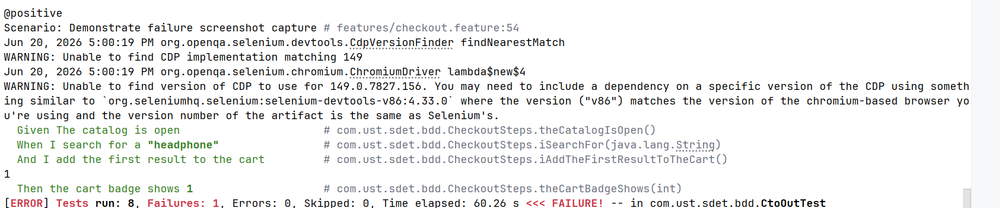 @positive
Scenario: Demonstrate failure screenshot capture # features/checkout.feature:54
Jun 20, 2026 5:00:19 PM org.openqa.selenium.devtools.CdpVersionFinder findNearestMatch
WARNING: Unable to find CDP implementation matching 149
Jun 20, 2026 5:00:19 PM org.openqa.selenium.chromium.ChromiumDriver lambda$new$4
WARNING: Unable to find version of CDP to use for 149.0.7827.156. You may need to include a dependency on a specific version of the CDP using someth
ing similar to `org.seleniumhq.selenium:selenium-devtools-v86:4.33.0` where the version ("v86") matches the version of the chromium-based browser yo
u're using and the version number of the artifact is the same as Selenium's.
  Given The catalog is open                      # com.ust.sdet.bdd.CheckoutSteps.theCatalogIsOpen()
  When I search for a "headphone"                # com.ust.sdet.bdd.CheckoutSteps.iSearchFor(java.lang.String)
  And I add the first result to the cart         # com.ust.sdet.bdd.CheckoutSteps.iAddTheFirstResultToTheCart()
1
  Then the cart badge shows 1                    # com.ust.sdet.bdd.CheckoutSteps.theCartBadgeShows(int)
[ERROR] Tests run: 8, Failures: 1, Errors: 0, Skipped: 0, Time elapsed: 60.26 s <<< FAILURE! -- in com.ust.sdet.bdd.CtoOutTest